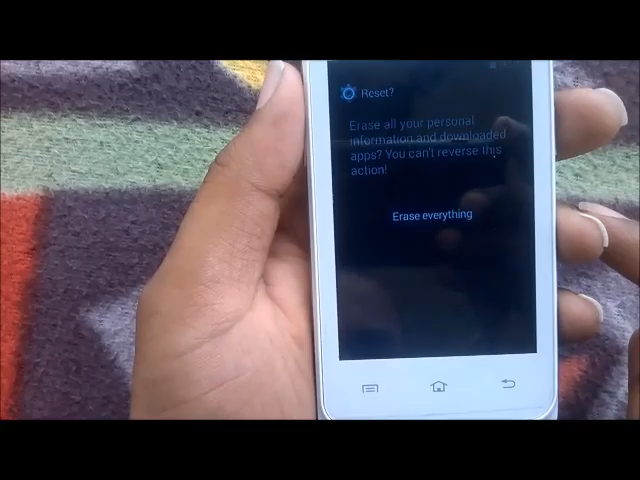 Reset?
Erase all your personal
information and downloaded
apps? You can't reverse this
action!
Erase everything